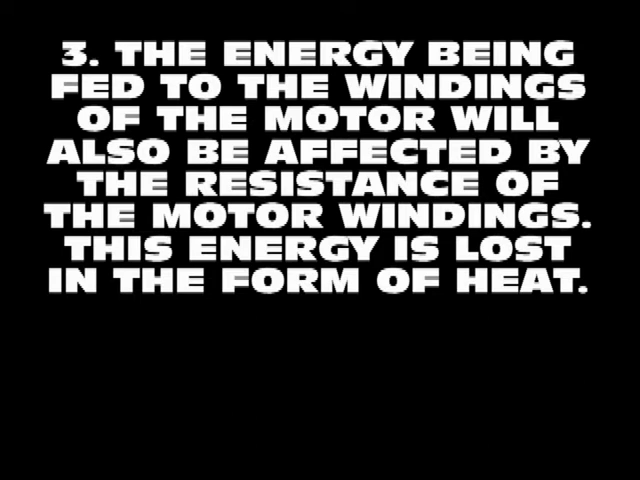 3. THE ENERGY BEING
FED TO THE WINDINGS
OF THE MOTOR WILL
ALSO BE AFFECTED BY
THE RESISTANCE OF
THE MOTOR WINDINGS.
THIS ENERGY IS LOST
IN THE FORM OF HEAT.